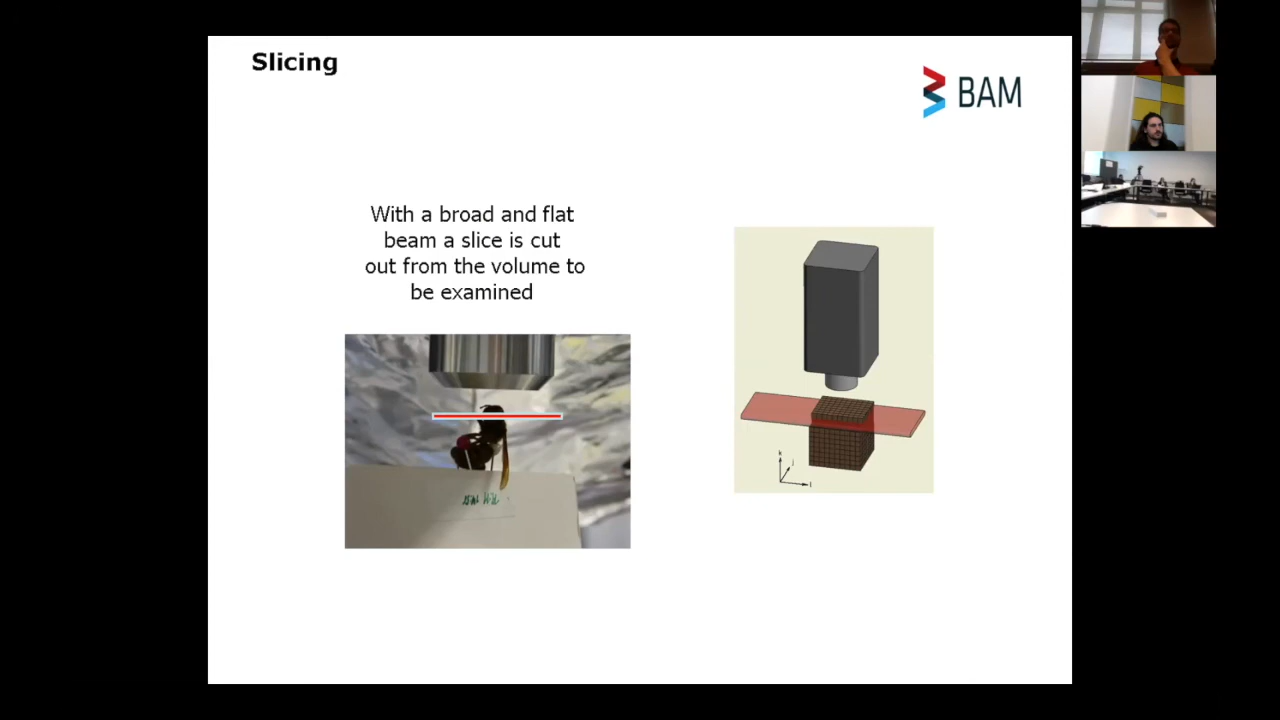 Slicing
BAM
With a broad and flat
beam a slice is cut
out from the volume to
be examined
k
j
i